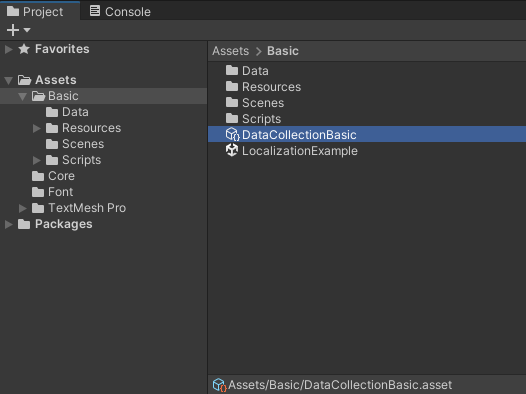 Project Console
Favorites
Assets
Basic
Data
Resources
Scenes
Scripts
Core
Font
TextMesh Pro
Packages
Assets > Basic
Data
Resources
Scenes
Scripts
DataCollectionBasic
LocalizationExample
Assets/Basic/DataCollectionBasic.asset